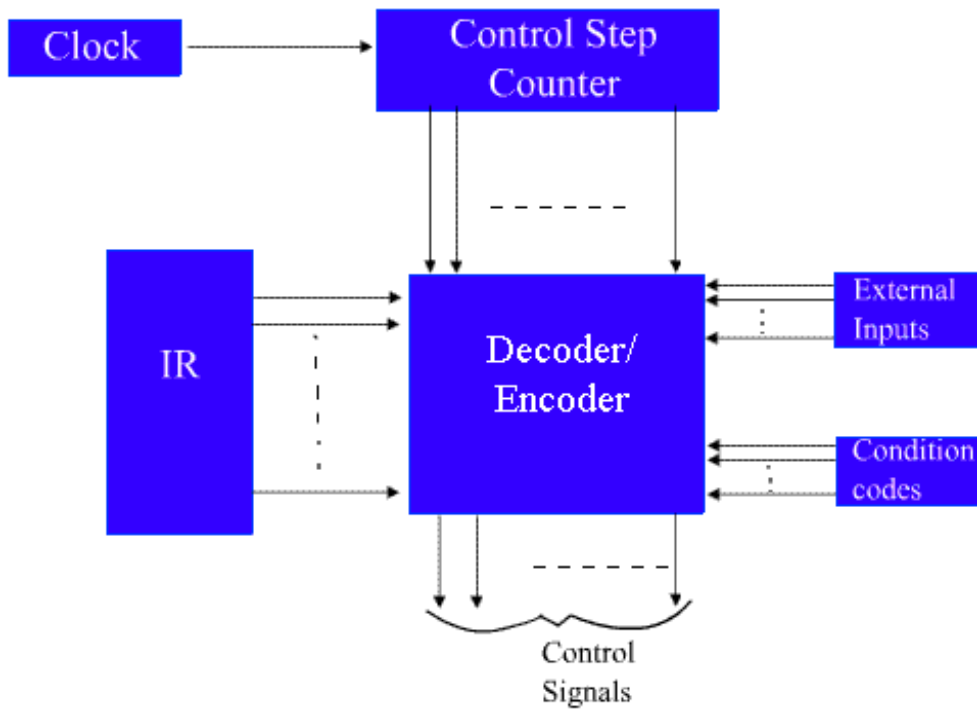 Clock
Control Step
Counter
IR
Decoder/
Encoder
External
Inputs
Condition
codes
Control
Signals